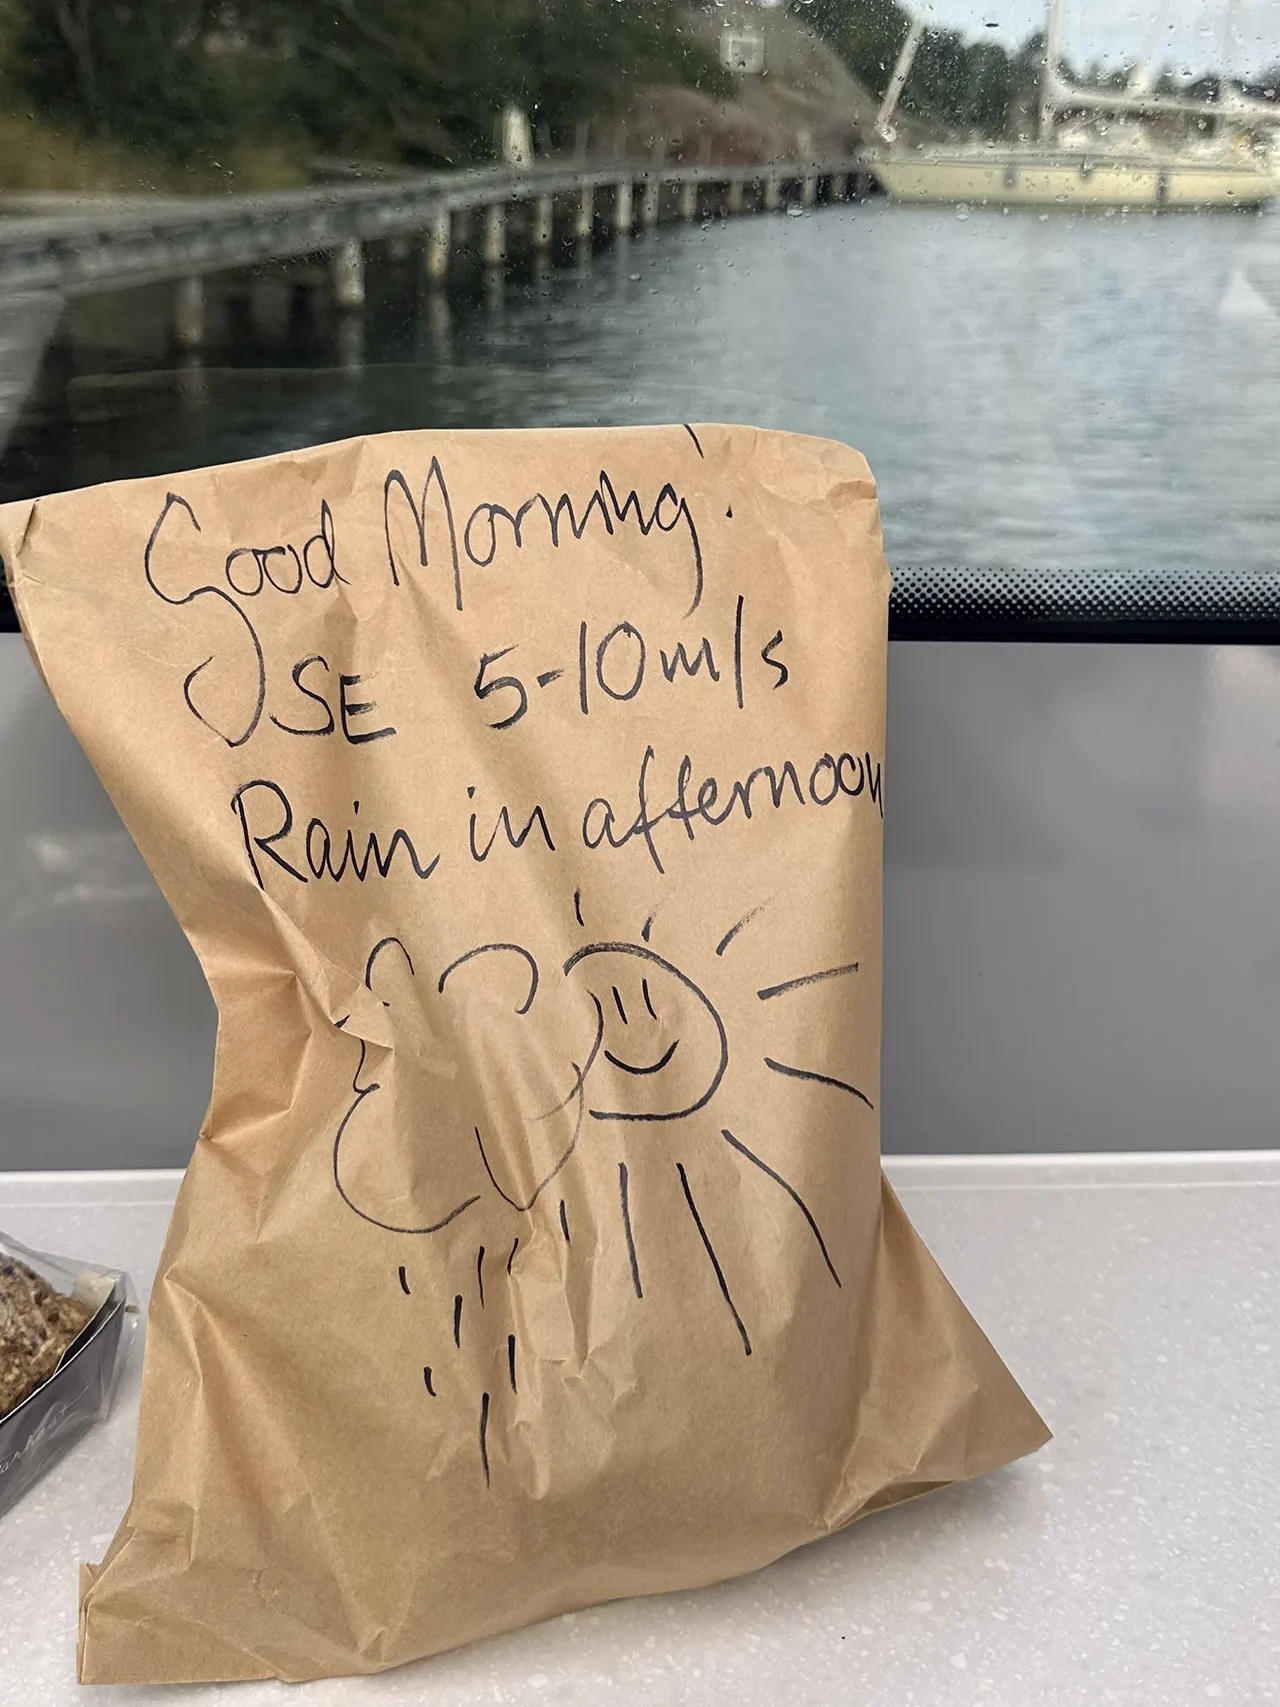 Good Morning!
SE 5-10m/s
Rain in afternoon